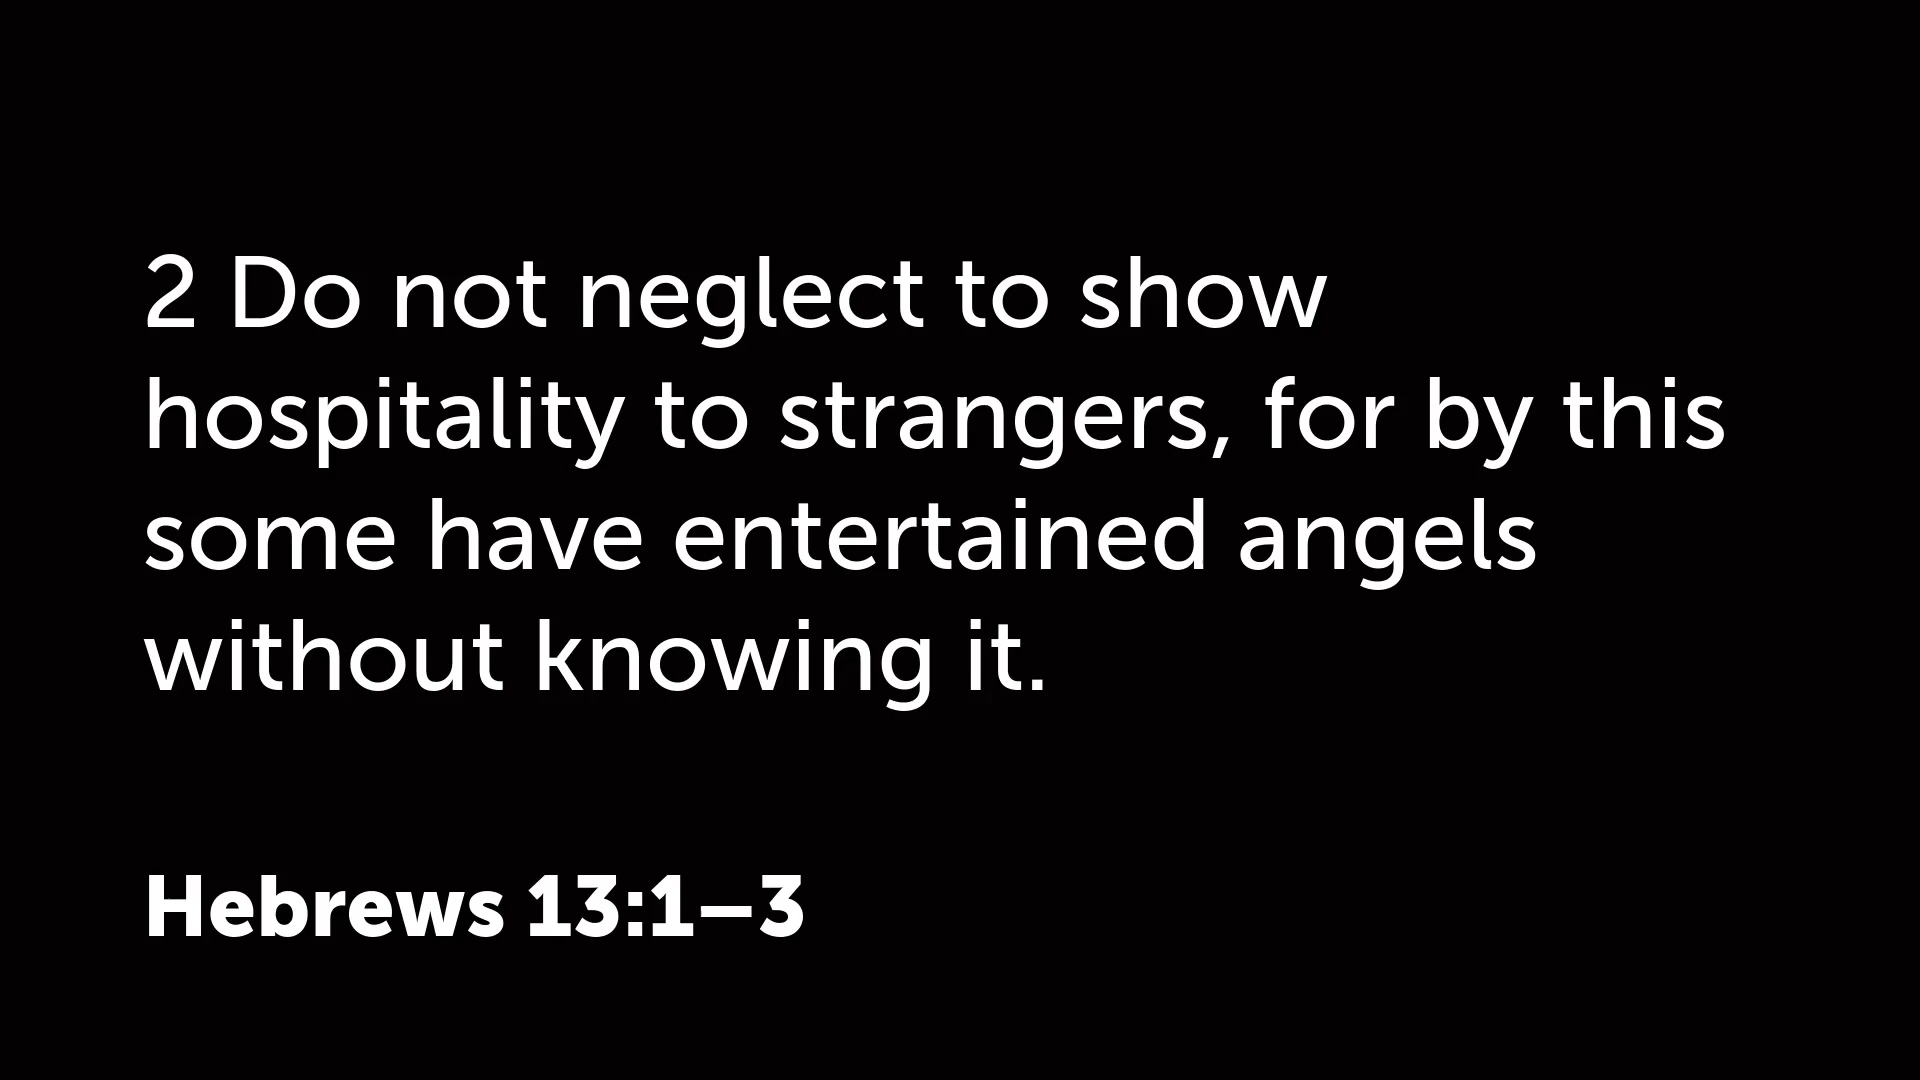 2 Do not neglect to show
hospitality to strangers, for by this
some have entertained angels
without knowing it.
Hebrews 13:1–3